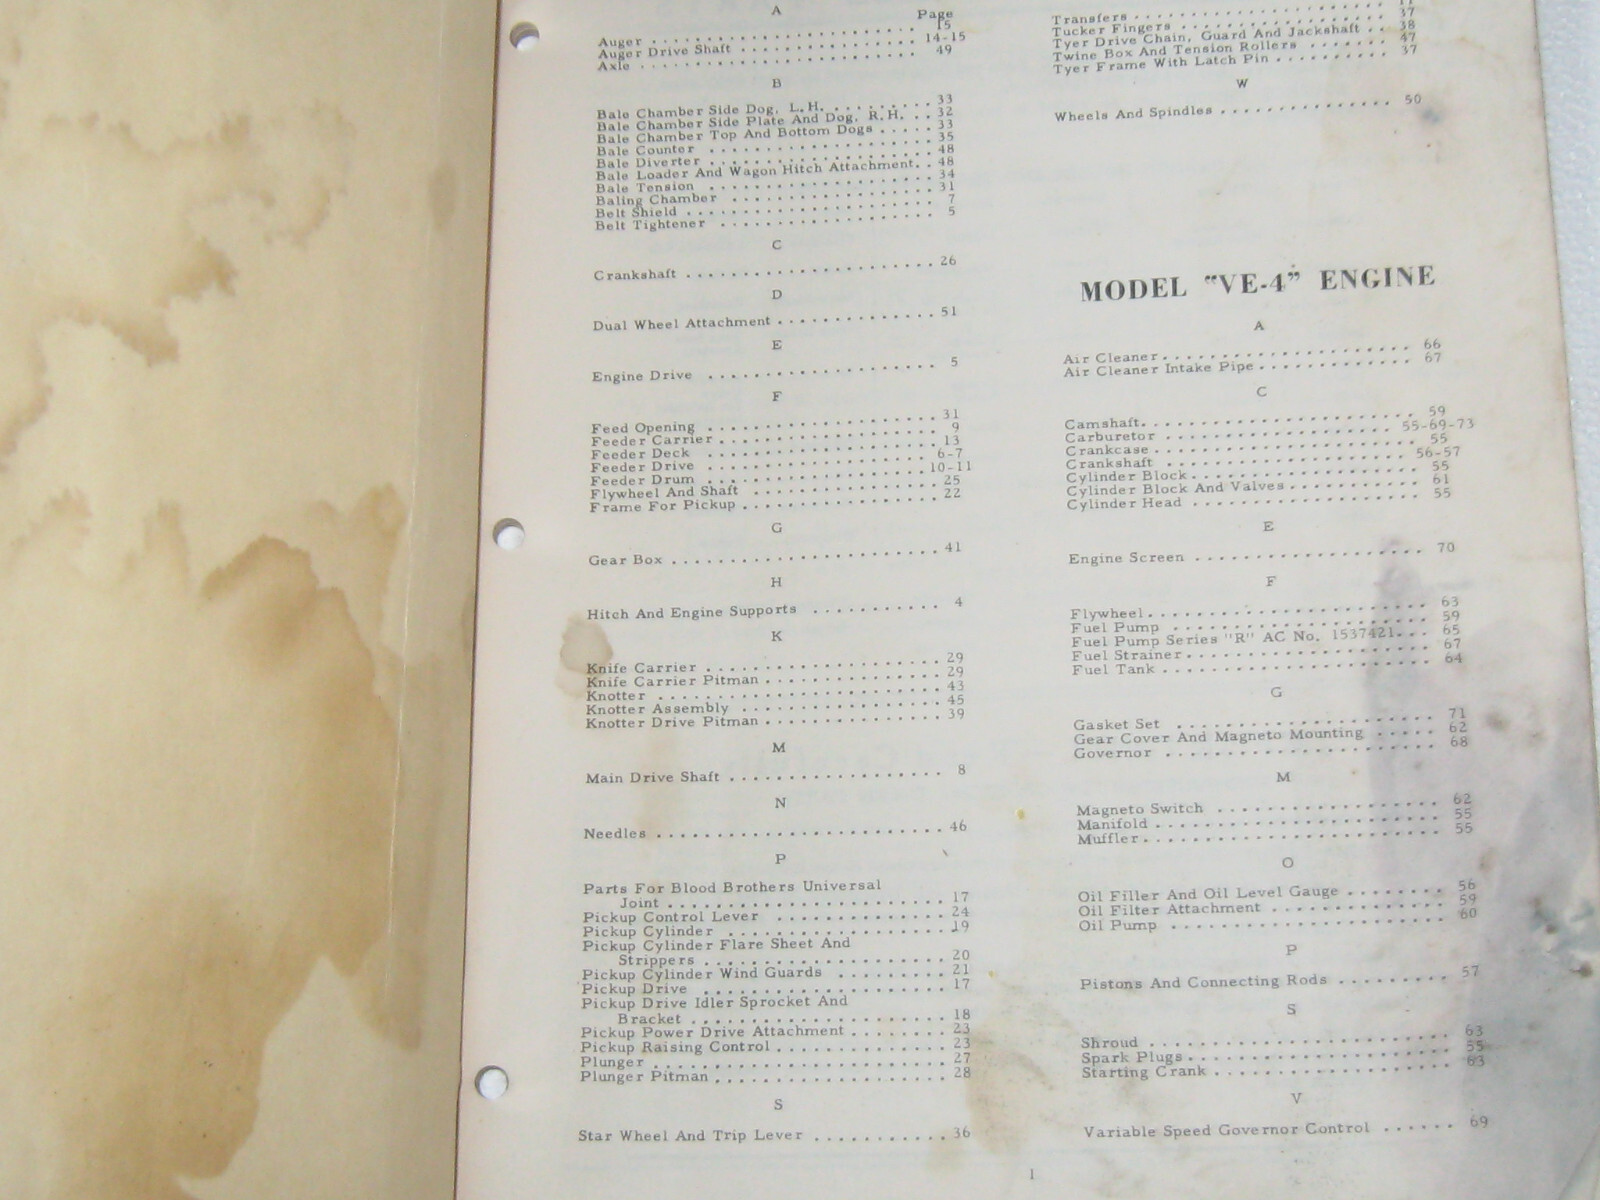 A
Page
Auger . . . . . . . . . . . . . . . . . . . . . . 15
Auger Drive Shaft . . . . . . . . . . . . . . . 14-15
Axle . . . . . . . . . . . . . . . . . . . . . . . 49
B
Bale Chamber Side Dog, L.H. . . . . . . . . . 33
Bale Chamber Side Plate And Dog, R.H. . . 32
Bale Chamber Top And Bottom Dogs . . . . . 33
Bale Counter . . . . . . . . . . . . . . . . . . . 35
Bale Diverter . . . . . . . . . . . . . . . . . . . 48
Bale Loader And Wagon Hitch Attachment. . 48
Bale Tension . . . . . . . . . . . . . . . . . . . 34
Baling Chamber . . . . . . . . . . . . . . . . . 31
Belt Shield . . . . . . . . . . . . . . . . . . . . . 7
Belt Tightener . . . . . . . . . . . . . . . . . . 5
C
Crankshaft . . . . . . . . . . . . . . . . . . . . . 26
D
Dual Wheel Attachment . . . . . . . . . . . . . . 51
E
Engine Drive . . . . . . . . . . . . . . . . . . . . 5
F
Feed Opening . . . . . . . . . . . . . . . . . . . . 31
Feeder Carrier . . . . . . . . . . . . . . . . . . . 9
Feeder Deck . . . . . . . . . . . . . . . . . . . . 13
Feeder Drive . . . . . . . . . . . . . . . . . . . 6-7
Feeder Drum . . . . . . . . . . . . . . . . . . . 10-11
Flywheel And Shaft . . . . . . . . . . . . . . . . 25
Frame For Pickup . . . . . . . . . . . . . . . . . 22
G
Gear Box . . . . . . . . . . . . . . . . . . . . . . . 41
H
Hitch And Engine Supports . . . . . . . . . . . 4
K
Knife Carrier . . . . . . . . . . . . . . . . . . . . 29
Knife Carrier Pitman . . . . . . . . . . . . . . . 29
Knotter . . . . . . . . . . . . . . . . . . . . . . . . 43
Knotter Assembly . . . . . . . . . . . . . . . . . 45
Knotter Drive Pitman . . . . . . . . . . . . . . . 39
M
Main Drive Shaft . . . . . . . . . . . . . . . . . . 8
N
Needles . . . . . . . . . . . . . . . . . . . . . . . . 46
P
Parts For Blood Brothers Universal
Joint . . . . . . . . . . . . . . . . . . . . . . . 17
Pickup Control Lever . . . . . . . . . . . . . . 24
Pickup Cylinder . . . . . . . . . . . . . . . . . . 19
Pickup Cylinder Flare Sheet And
Strippers . . . . . . . . . . . . . . . . . . . . 20
Pickup Cylinder Wind Guards . . . . . . . . . 21
Pickup Drive . . . . . . . . . . . . . . . . . . . . 17
Pickup Drive Idler Sprocket And
Bracket . . . . . . . . . . . . . . . . . . . . . 18
Pickup Power Drive Attachment . . . . . . . . 23
Pickup Raising Control . . . . . . . . . . . . . . 23
Plunger . . . . . . . . . . . . . . . . . . . . . . . . 27
Plunger Pitman . . . . . . . . . . . . . . . . . . . 28
S
Star Wheel And Trip Lever . . . . . . . . . . . 36
Transfers . . . . . . . . . . . . . . . . . . . . .
Tucker Fingers . . . . . . . . . . . . . . . . . 37
Tyer Drive Chain, Guard And Jackshaft . . 38
Twine Box And Tension Rollers . . . . . . . 47
Tyer Frame With Latch Pin . . . . . . . . . . 37
W
Wheels And Spindles . . . . . . . . . . . . . . . 50
MODEL "VE-4" ENGINE
A
Air Cleaner . . . . . . . . . . . . . . . . . . . . . 66
Air Cleaner Intake Pipe . . . . . . . . . . . . . 67
C
Camshaft. . . . . . . . . . . . . . . . . . . . . . . 59
Carburetor . . . . . . . . . . . . . . . . . . . 55-69-73
Crankcase . . . . . . . . . . . . . . . . . . . . . . 55
Crankshaft . . . . . . . . . . . . . . . . . . . . 56-57
Cylinder Block . . . . . . . . . . . . . . . . . . . 55
Cylinder Block And Valves . . . . . . . . . . . 61
Cylinder Head . . . . . . . . . . . . . . . . . . . 55
E
Engine Screen . . . . . . . . . . . . . . . . . . . 70
F
Flywheel . . . . . . . . . . . . . . . . . . . . . . . 63
Fuel Pump . . . . . . . . . . . . . . . . . . . . . 59
Fuel Pump Series "R" AC No. 1537421. . . 65
Fuel Strainer . . . . . . . . . . . . . . . . . . . . 67
Fuel Tank . . . . . . . . . . . . . . . . . . . . . . 64
G
Gasket Set . . . . . . . . . . . . . . . . . . . . . 71
Gear Cover And Magneto Mounting . . . . . 62
Governor . . . . . . . . . . . . . . . . . . . . . . 68
M
Magneto Switch . . . . . . . . . . . . . . . . . . 62
Manifold . . . . . . . . . . . . . . . . . . . . . . . 55
Muffler . . . . . . . . . . . . . . . . . . . . . . . . 55
O
Oil Filler And Oil Level Gauge . . . . . . . . 56
Oil Filter Attachment . . . . . . . . . . . . . . 59
Oil Pump . . . . . . . . . . . . . . . . . . . . . . 60
P
Pistons And Connecting Rods . . . . . . . . . 57
S
Shroud . . . . . . . . . . . . . . . . . . . . . . . . 63
Spark Plugs . . . . . . . . . . . . . . . . . . . . . 55
Starting Crank . . . . . . . . . . . . . . . . . . . 63
V
Variable Speed Governor Control . . . . . . 69
1